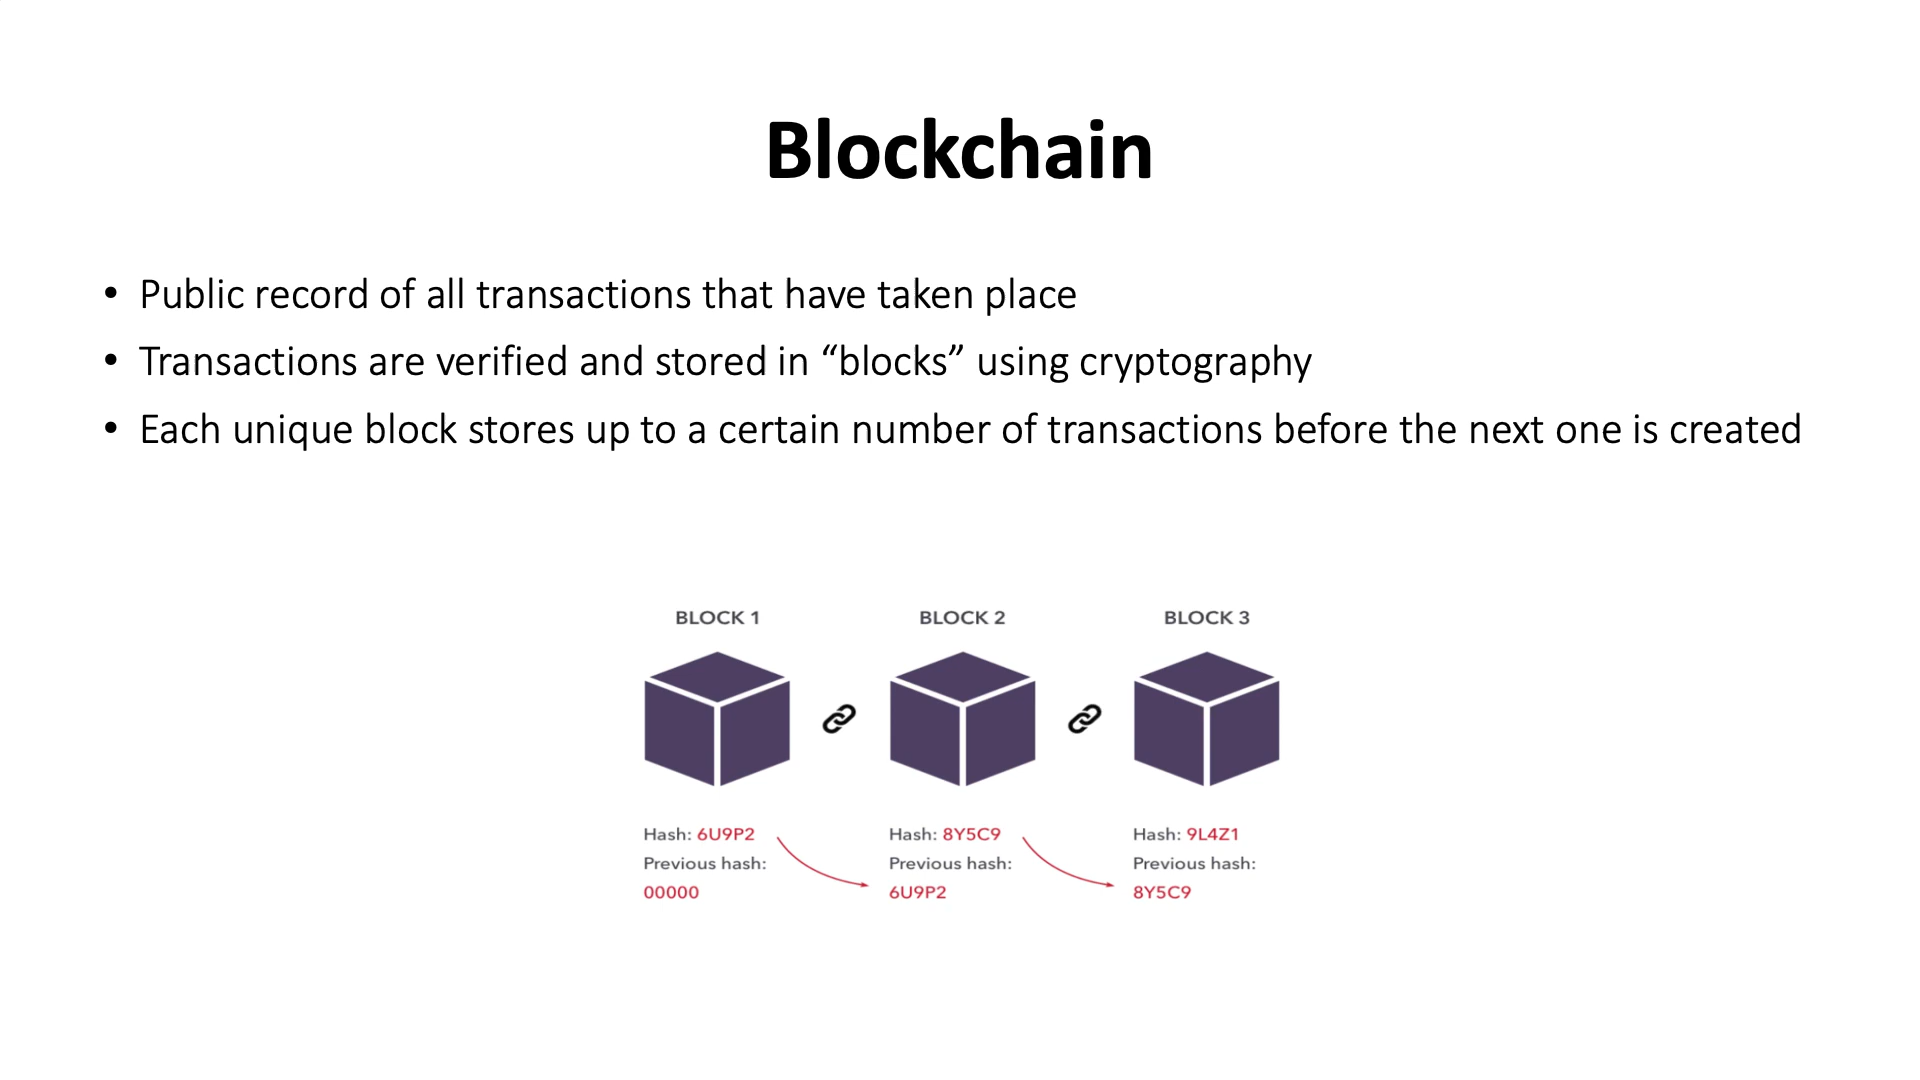 Blockchain
• Public record of all transactions that have taken place
• Transactions are verified and stored in “blocks” using cryptography
• Each unique block stores up to a certain number of transactions before the next one is created
BLOCK 1
BLOCK 2
BLOCK 3
Hash: 6U9P2
Previous hash:
00000
Hash: 8Y5C9
Previous hash:
6U9P2
Hash: 9L4Z1
Previous hash:
8Y5C9